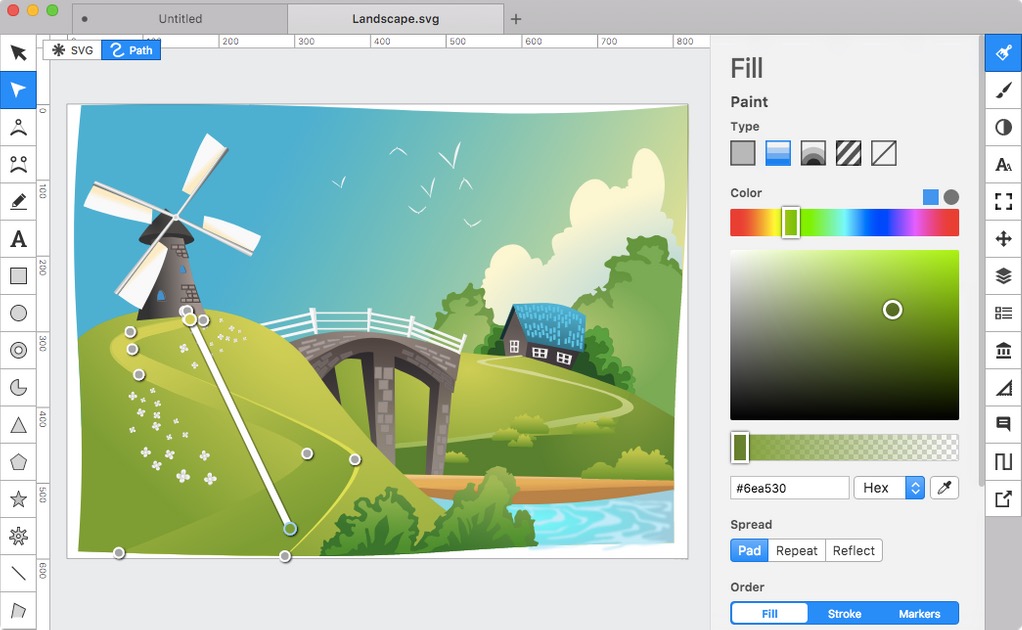 Untitled
Landscape.svg
SVG
Path
200
300
400
500
600
700
800
0
100
200
300
400
500
600
A
AA
Fill
Paint
Type
Color
#6ea530
Hex
Spread
Pad
Repeat
Reflect
Order
Fill
Stroke
Markers